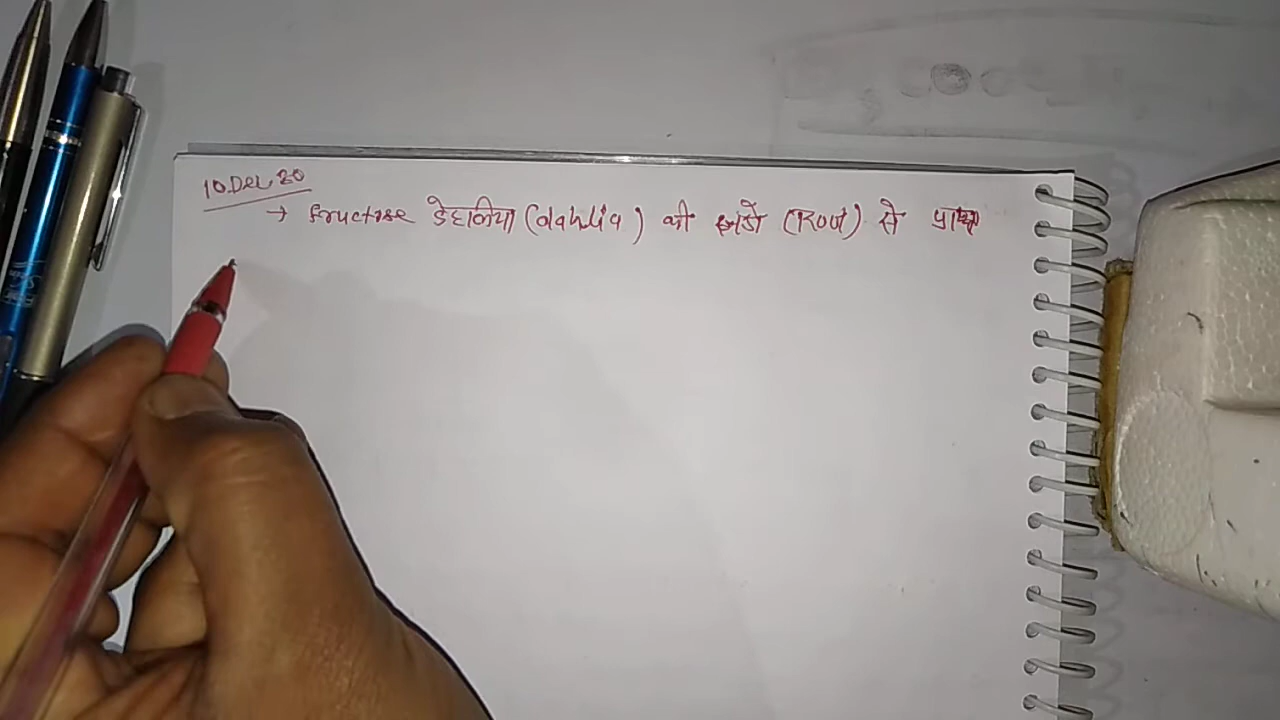 10 Dec, 20
→ fructose डेहलीया (dahlia) की जड़ो (Root) से प्राप्त